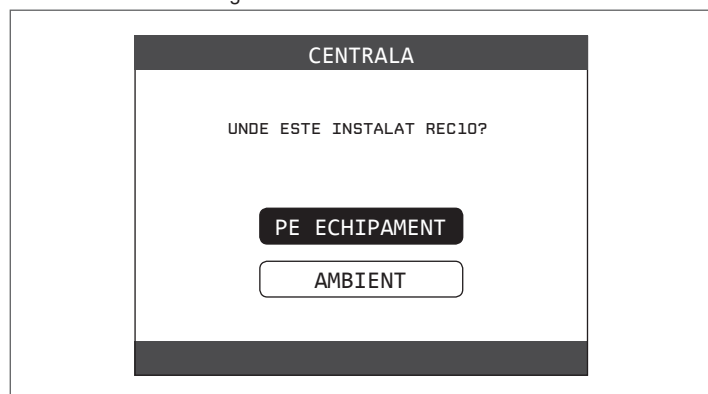 CENTRALA
UNDE ESTE INSTALAT REC10?
PE ECHIPAMENT
AMBIENT